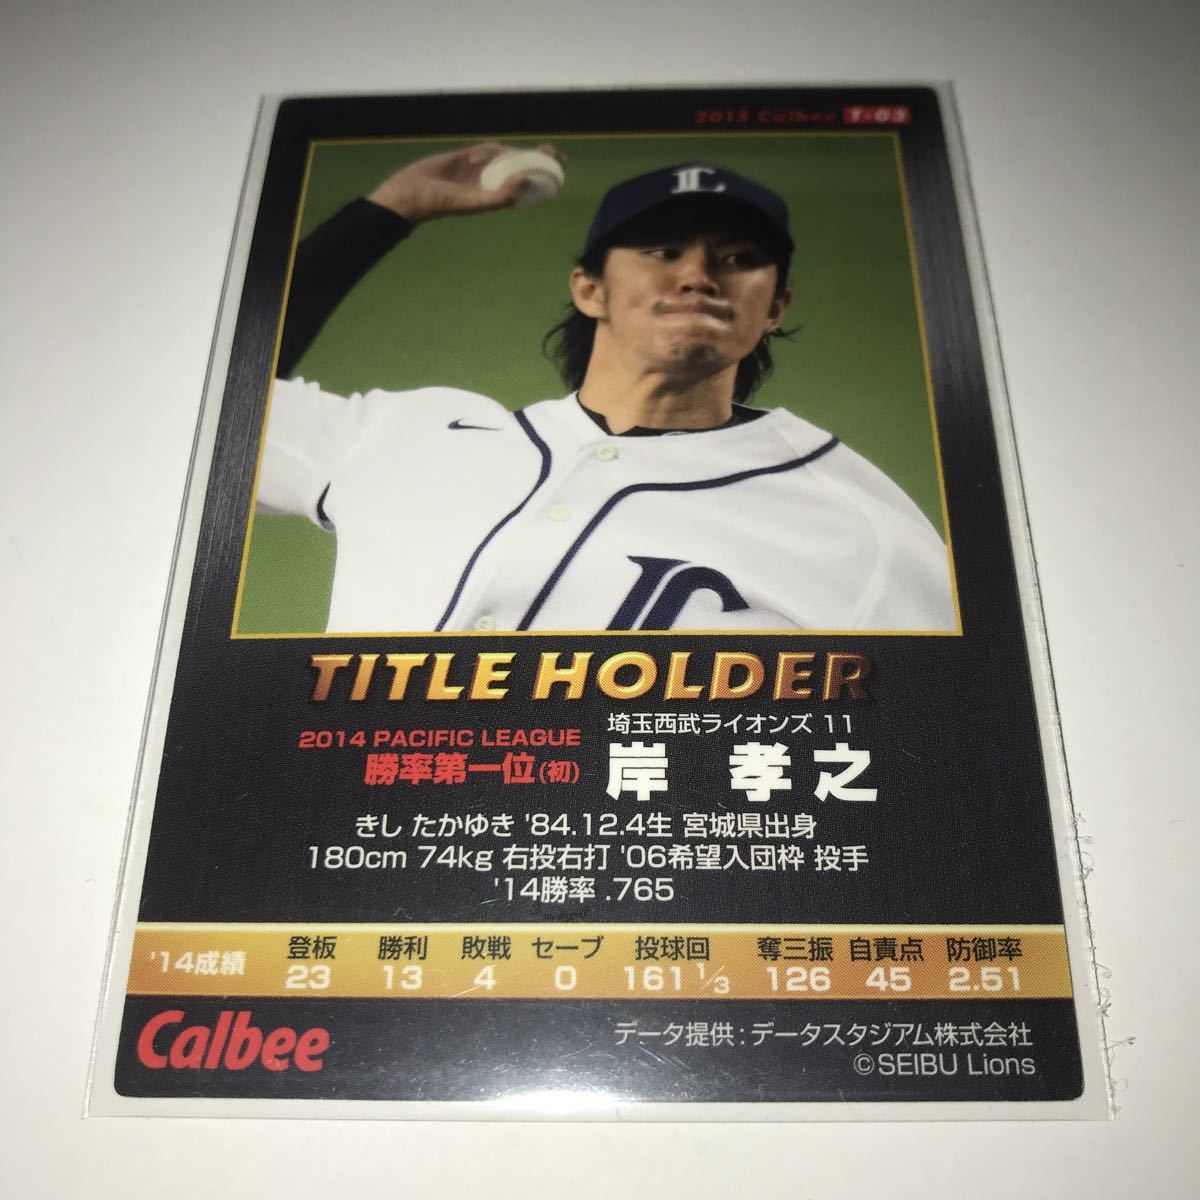 2015 Calbee T-03
TITLE HOLDER
2014 PACIFIC LEAGUE
勝率第一位(初)
埼玉西武ライオンズ 11
岸 孝之
きし たかゆき '84.12.4生 宮城県出身
180cm 74kg 右投右打 '06希望入団枠 投手
'14勝率 .765
'14成績 登板 勝利 敗戦 セーブ 投球回 奪三振 自責点 防御率
23 13 4 0 161 1/3 126 45 2.51
Calbee
データ提供:データスタジアム株式会社
©SEIBU Lions